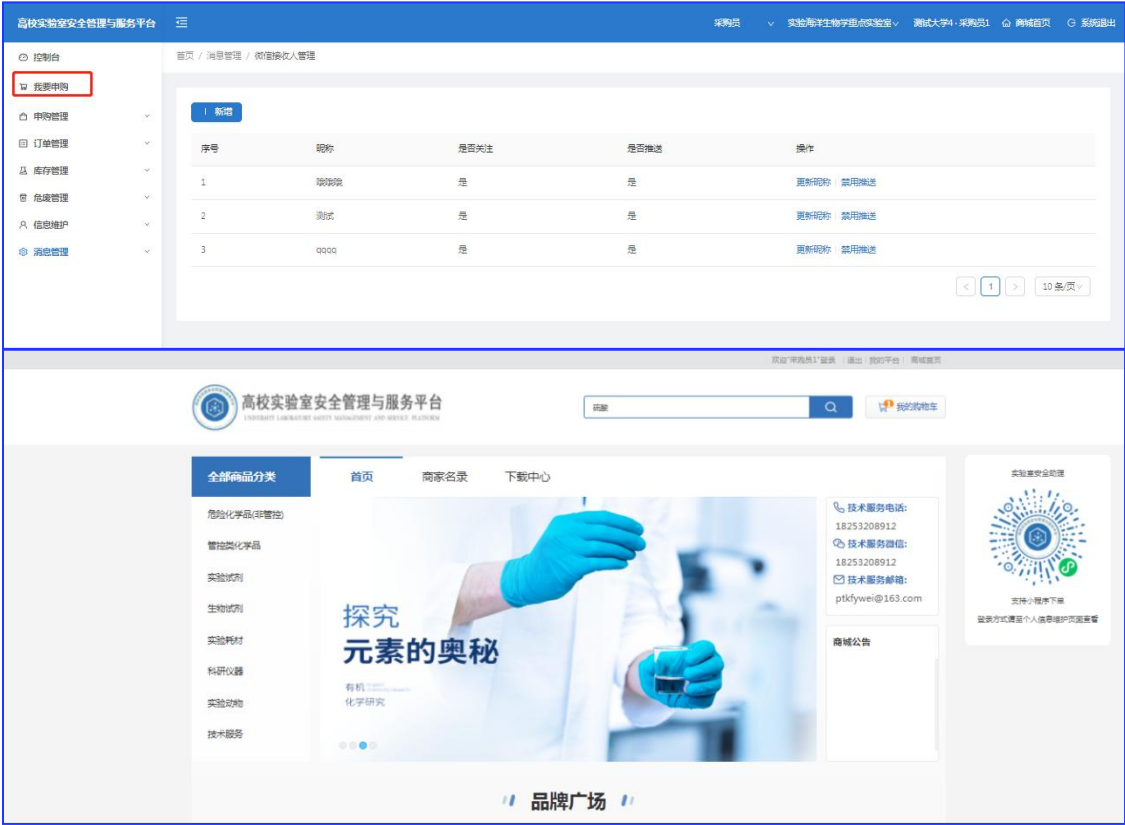 高校实验室安全管理与服务平台
采购员 实验海洋生物学重点实验室 测试大学4-采购员1 商城首页 系统退出
控制台
我要申购
申购管理
订单管理
库存管理
危废管理
信息维护
消息管理
首页 / 消息管理 / 微信接收人管理
新增
序号 昵称 是否关注 是否推送 操作
1 哦哦哦 是 是 更新昵称 禁用推送
2 测试 是 是 更新昵称 禁用推送
3 qqqq 是 是 更新昵称 禁用推送
< 1 > 10 条/页
欢迎"采购员1"登录 退出 我的平台 商城首页
高校实验室安全管理与服务平台
UNIVERSITY LABORATORY SAFETY MANAGEMENT AND SERVICE PLATFORM
硫酸
我的购物车
全部商品分类 首页 商家名录 下载中心
危险化学品(非管控)
管控类化学品
实验试剂
生物试剂
实验耗材
科研仪器
实验动物
技术服务
探究
元素的奥秘
有机
化学研究
技术服务电话:
18253208912
技术服务微信:
18253208912
技术服务邮箱:
ptkfywei@163.com
商城公告
实验室安全助理
支持小程序下单
登录方式请至个人信息维护页面查看
品牌广场